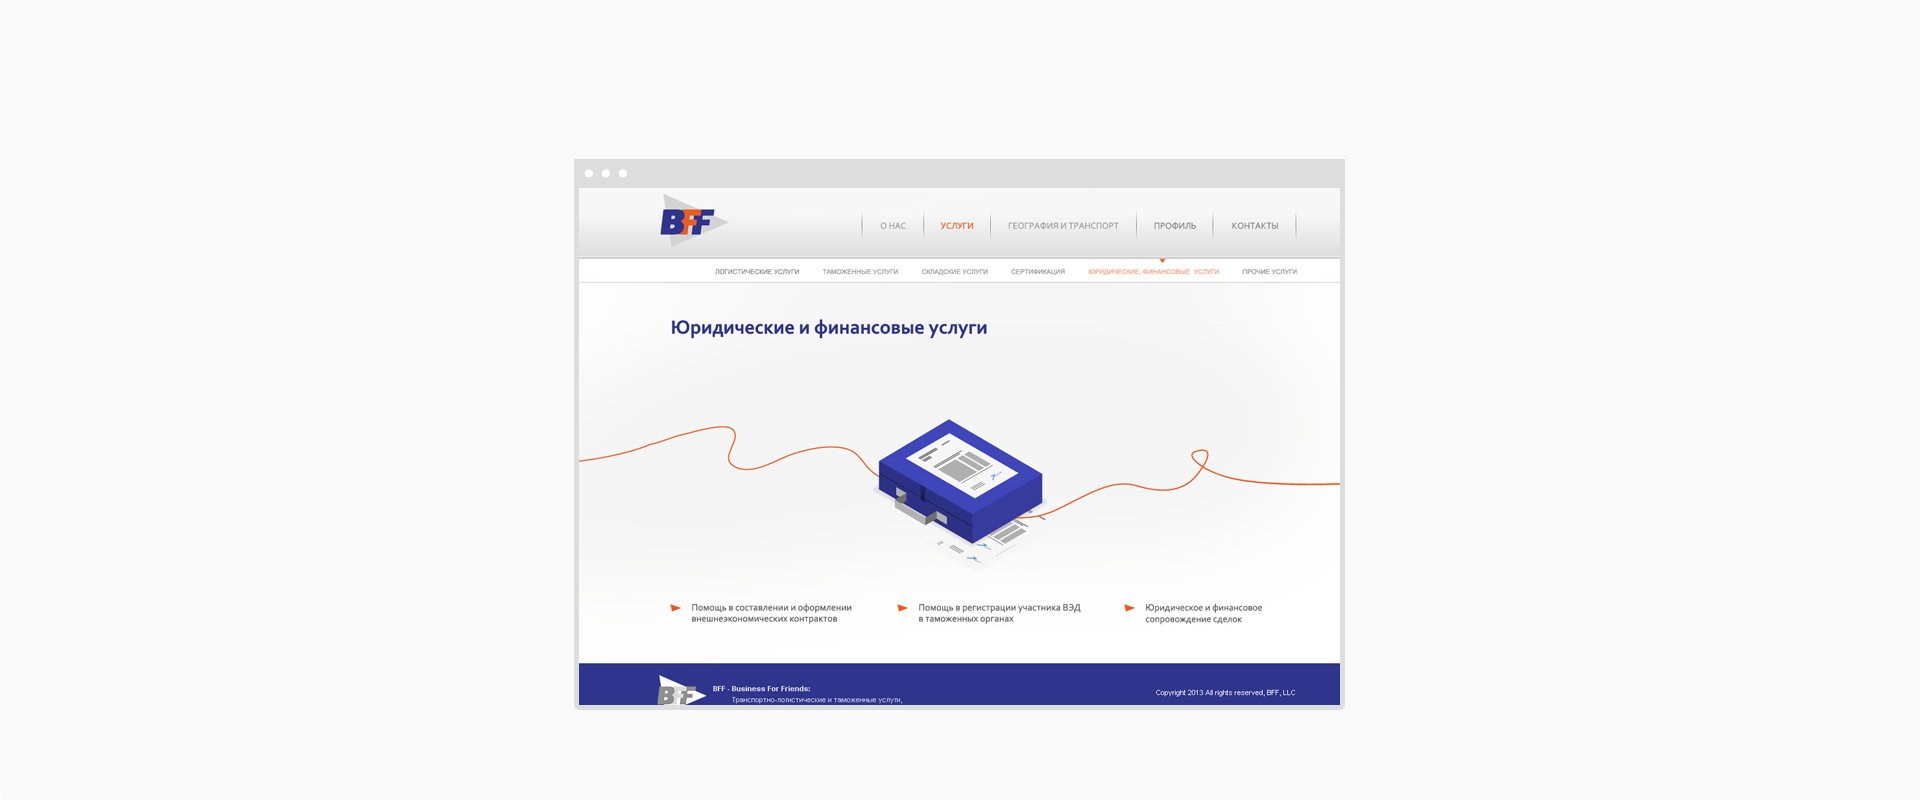 BFF
О НАС
УСЛУГИ
ГЕОГРАФИЯ И ТРАНСПОРТ
ПРОФИЛЬ
КОНТАКТЫ
ЛОГИСТИЧЕСКИЕ УСЛУГИ
ТАМОЖЕННЫЕ УСЛУГИ
СКЛАДСКИЕ УСЛУГИ
СЕРТИФИКАЦИЯ
ЮРИДИЧЕСКИЕ, ФИНАНСОВЫЕ УСЛУГИ
ПРОЧИЕ УСЛУГИ
Юридические и финансовые услуги
Помощь в составлении и оформлении
внешнеэкономических контрактов
Помощь в регистрации участника ВЭД
в таможенных органах
Юридическое и финансовое
сопровождение сделок
BFF
BFF - Business For Friends:
Транспортно-логистические и таможенные услуги,
Copyright 2013 All rights reserved, BFF, LLC